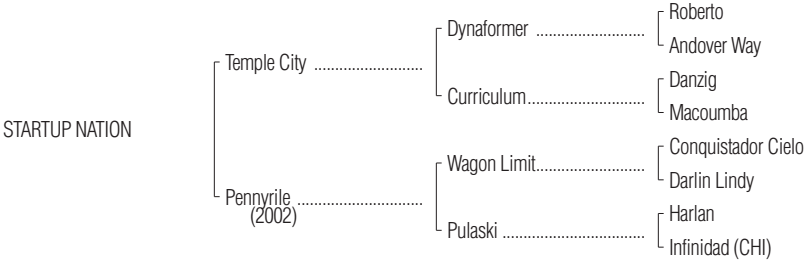 Roberto
Dynaformer ...........................
Andover Way
Temple City ...........................
Danzig
Curriculum.............................
Macoumba
STARTUP NATION
Conquistador Cielo
Wagon Limit...........................
Darlin Lindy
Pennyrile ...............................
(2002)
Harlan
Pulaski ...................................
Infinidad (CHI)